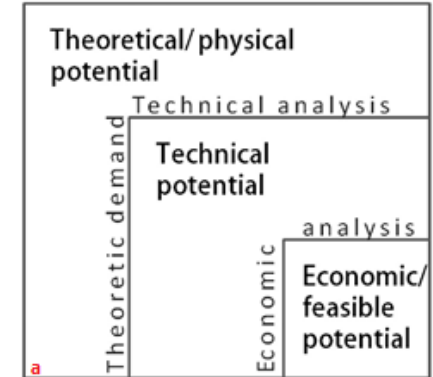 Theoretical/ physical
potential
Technical analysis
Theoretic demand
Technical
potential
analysis
Economic
Economic/
feasible
potential
a